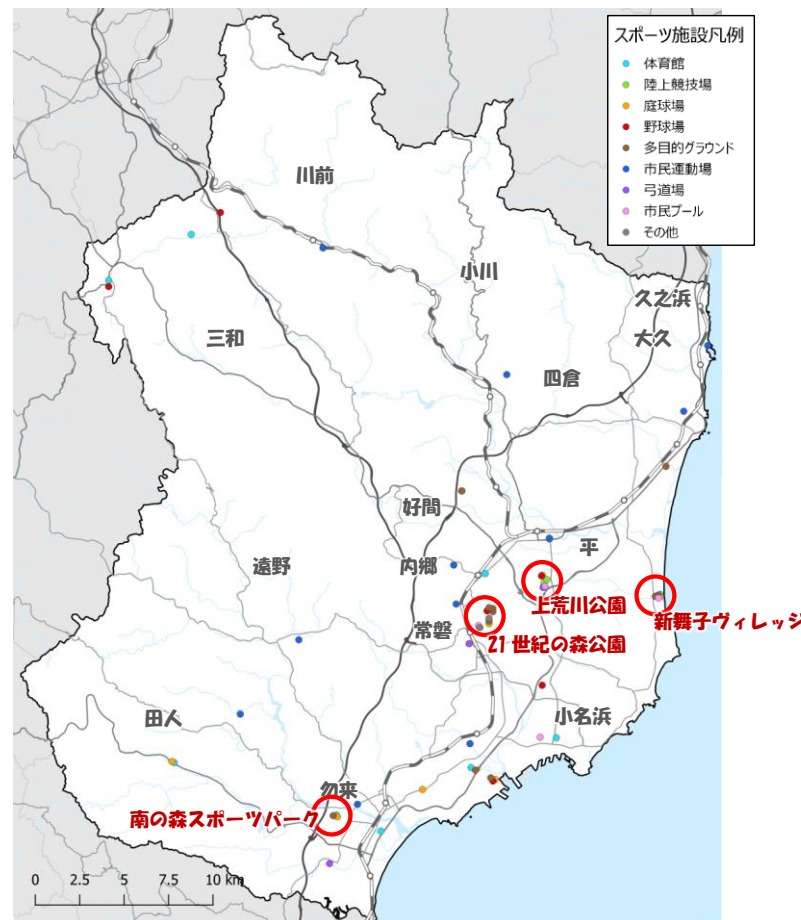 スポーツ施設凡例
体育館
陸上競技場
庭球場
野球場
多目的グラウンド
市民運動場
弓道場
市民プール
その他
川前
小川
久之浜
大久
三和
四倉
好間
平
遠野
内郷
上荒川公園
新舞子ヴィレッジ
常磐
21世紀の森公園
田人
小名浜
勿来
南の森スポーツパーク
0 2.5 5 7.5 10 km